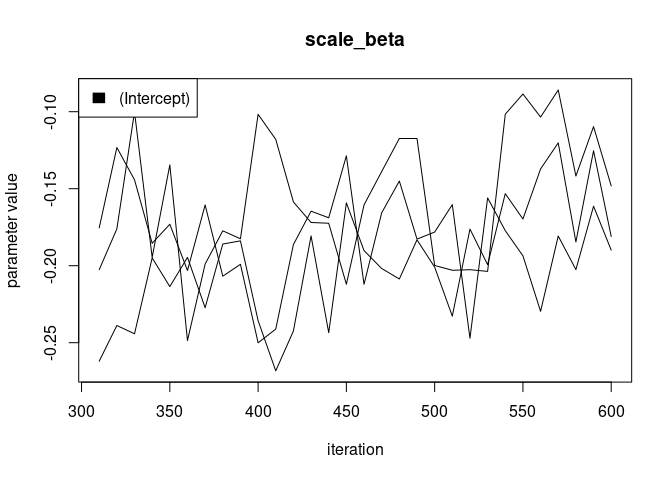 scale_beta
(Intercept)
parameter value
-0.10
-0.15
-0.20
-0.25
300 350 400 450 500 550 600
iteration